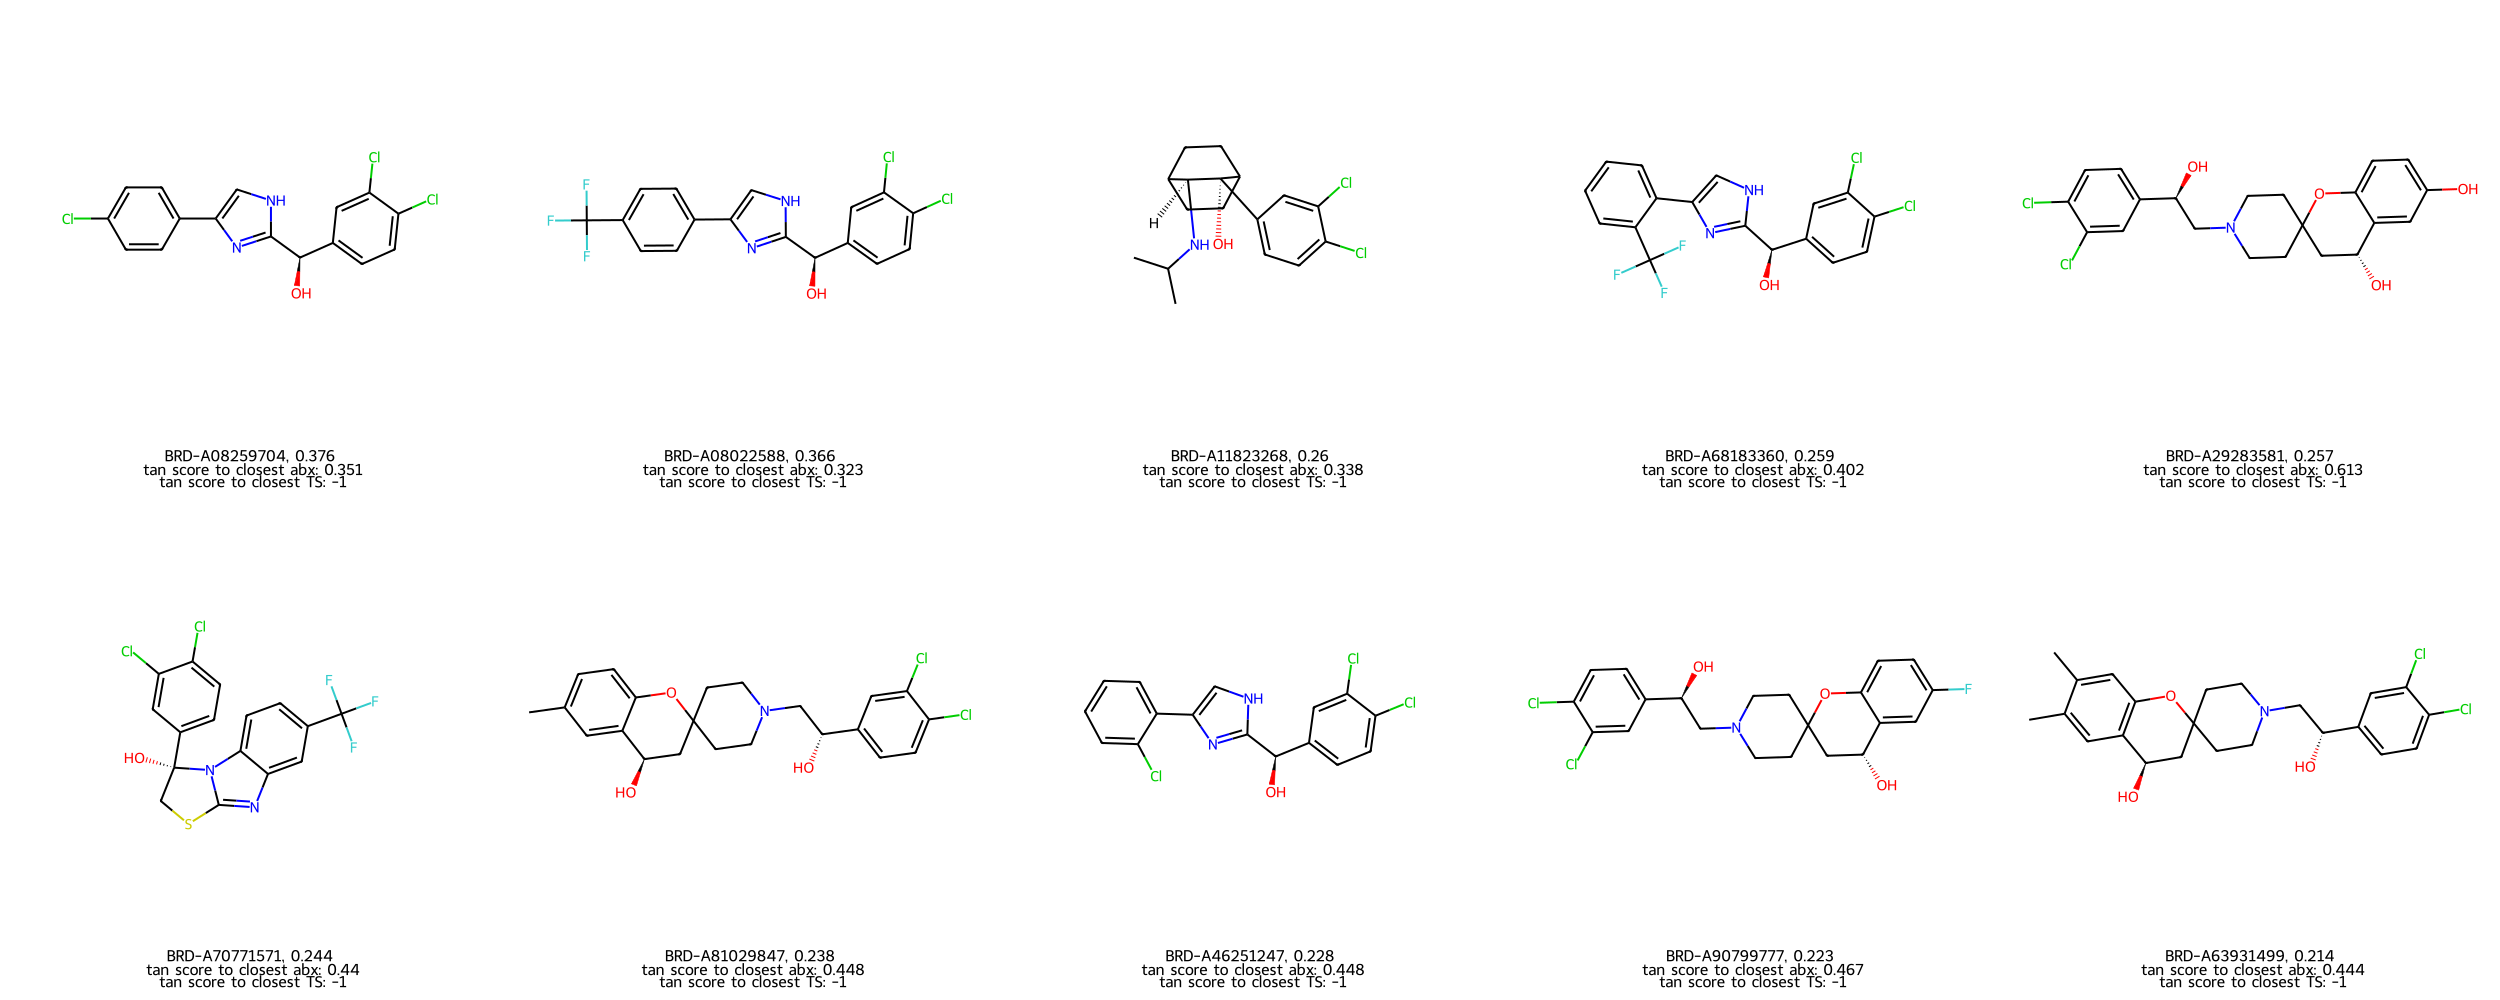 Cl
Cl
Cl
NH
N
OH
F
F
F
Cl
Cl
NH
N
OH
Cl
Cl
H
NH
OH
Cl
Cl
NH
N
F
F
F
OH
OH
Cl
Cl
N
O
OH
OH
BRD-A08259704, 0.376
tan score to closest abx: 0.351
tan score to closest TS: -1
BRD-A08022588, 0.366
tan score to closest abx: 0.323
tan score to closest TS: -1
BRD-A11823268, 0.26
tan score to closest abx: 0.338
tan score to closest TS: -1
BRD-A68183360, 0.259
tan score to closest abx: 0.402
tan score to closest TS: -1
BRD-A29283581, 0.257
tan score to closest abx: 0.613
tan score to closest TS: -1
Cl
Cl
F
F
F
HO
N
N
S
O
N
Cl
Cl
HO
HO
Cl
Cl
NH
N
Cl
OH
OH
Cl
Cl
N
O
F
OH
Cl
Cl
O
N
HO
HO
BRD-A70771571, 0.244
tan score to closest abx: 0.44
tan score to closest TS: -1
BRD-A81029847, 0.238
tan score to closest abx: 0.448
tan score to closest TS: -1
BRD-A46251247, 0.228
tan score to closest abx: 0.448
tan score to closest TS: -1
BRD-A90799777, 0.223
tan score to closest abx: 0.467
tan score to closest TS: -1
BRD-A63931499, 0.214
tan score to closest abx: 0.444
tan score to closest TS: -1